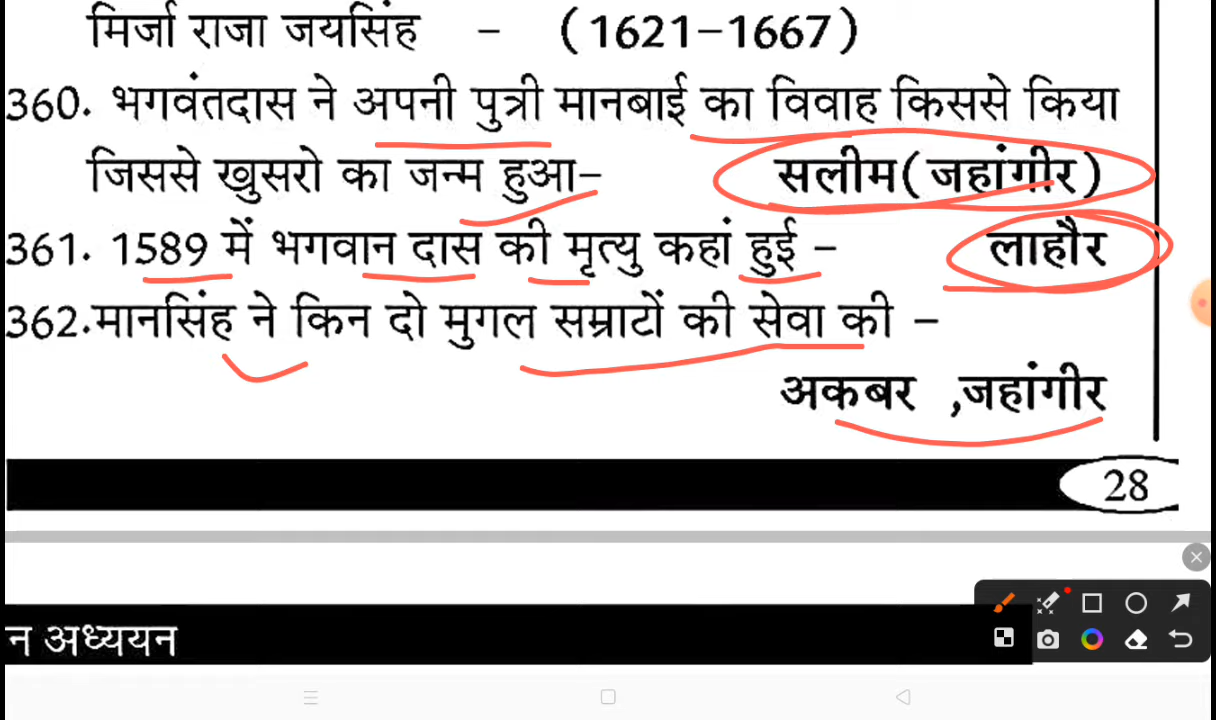 मिर्जा राजा जयसिंह - (1621-1667)
360. भगवंतदास ने अपनी पुत्री मानबाई का विवाह किससे किया
जिससे खुसरो का जन्म हुआ- सलीम(जहांगीर)
361. 1589 में भगवान दास की मृत्यु कहां हुई - लाहौर
362.मानसिंह ने किन दो मुगल सम्राटों की सेवा की -
अकबर ,जहांगीर
28
न अध्ययन